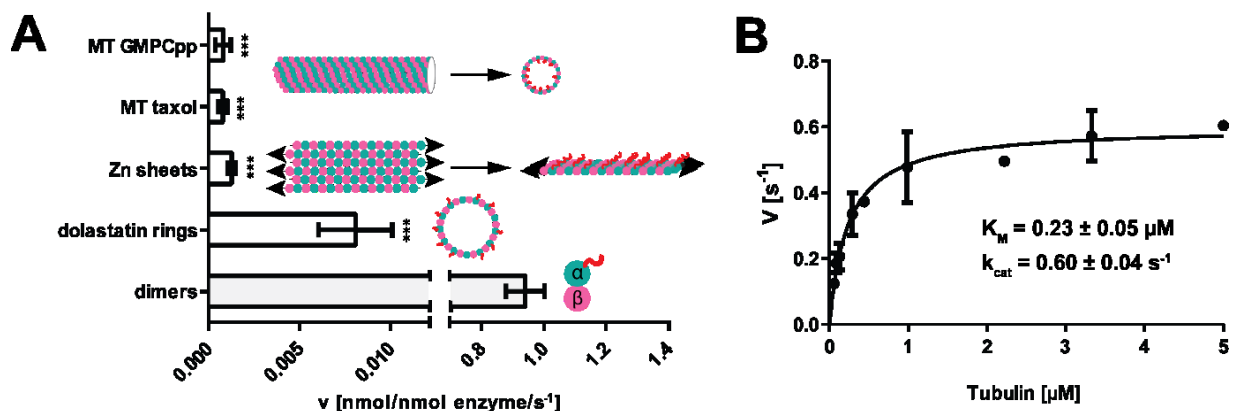 A
MT GMPCpp
***
MT taxol
***
Zn sheets
***
dolastatin rings
***
dimers
α
β
0.000
0.005
0.010
0.8
1.0
1.2
1.4
v [nmol/nmol enzyme/s⁻¹]
B
0.8
0.6
0.4
0.2
0.0
V [s⁻¹]
K_M = 0.23 ± 0.05 µM
k_cat = 0.60 ± 0.04 s⁻¹
0
1
2
3
4
5
Tubulin [µM]